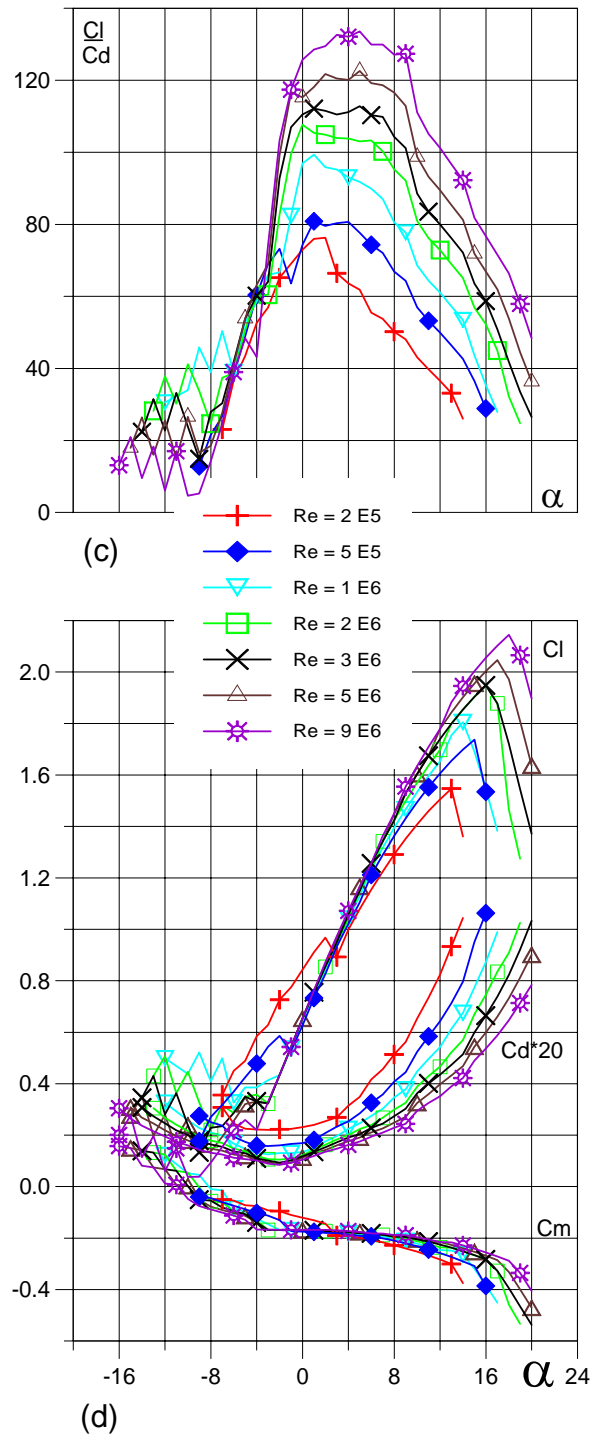 Cl
Cd
120
80
40
0
α
(c)
Re = 2 E5
Re = 5 E5
Re = 1 E6
Re = 2 E6
Re = 3 E6
Re = 5 E6
Re = 9 E6
Cl
2.0
1.6
1.2
0.8
Cd*20
0.4
0.0
Cm
-0.4
-16 -8 0 8 16 24
α
(d)